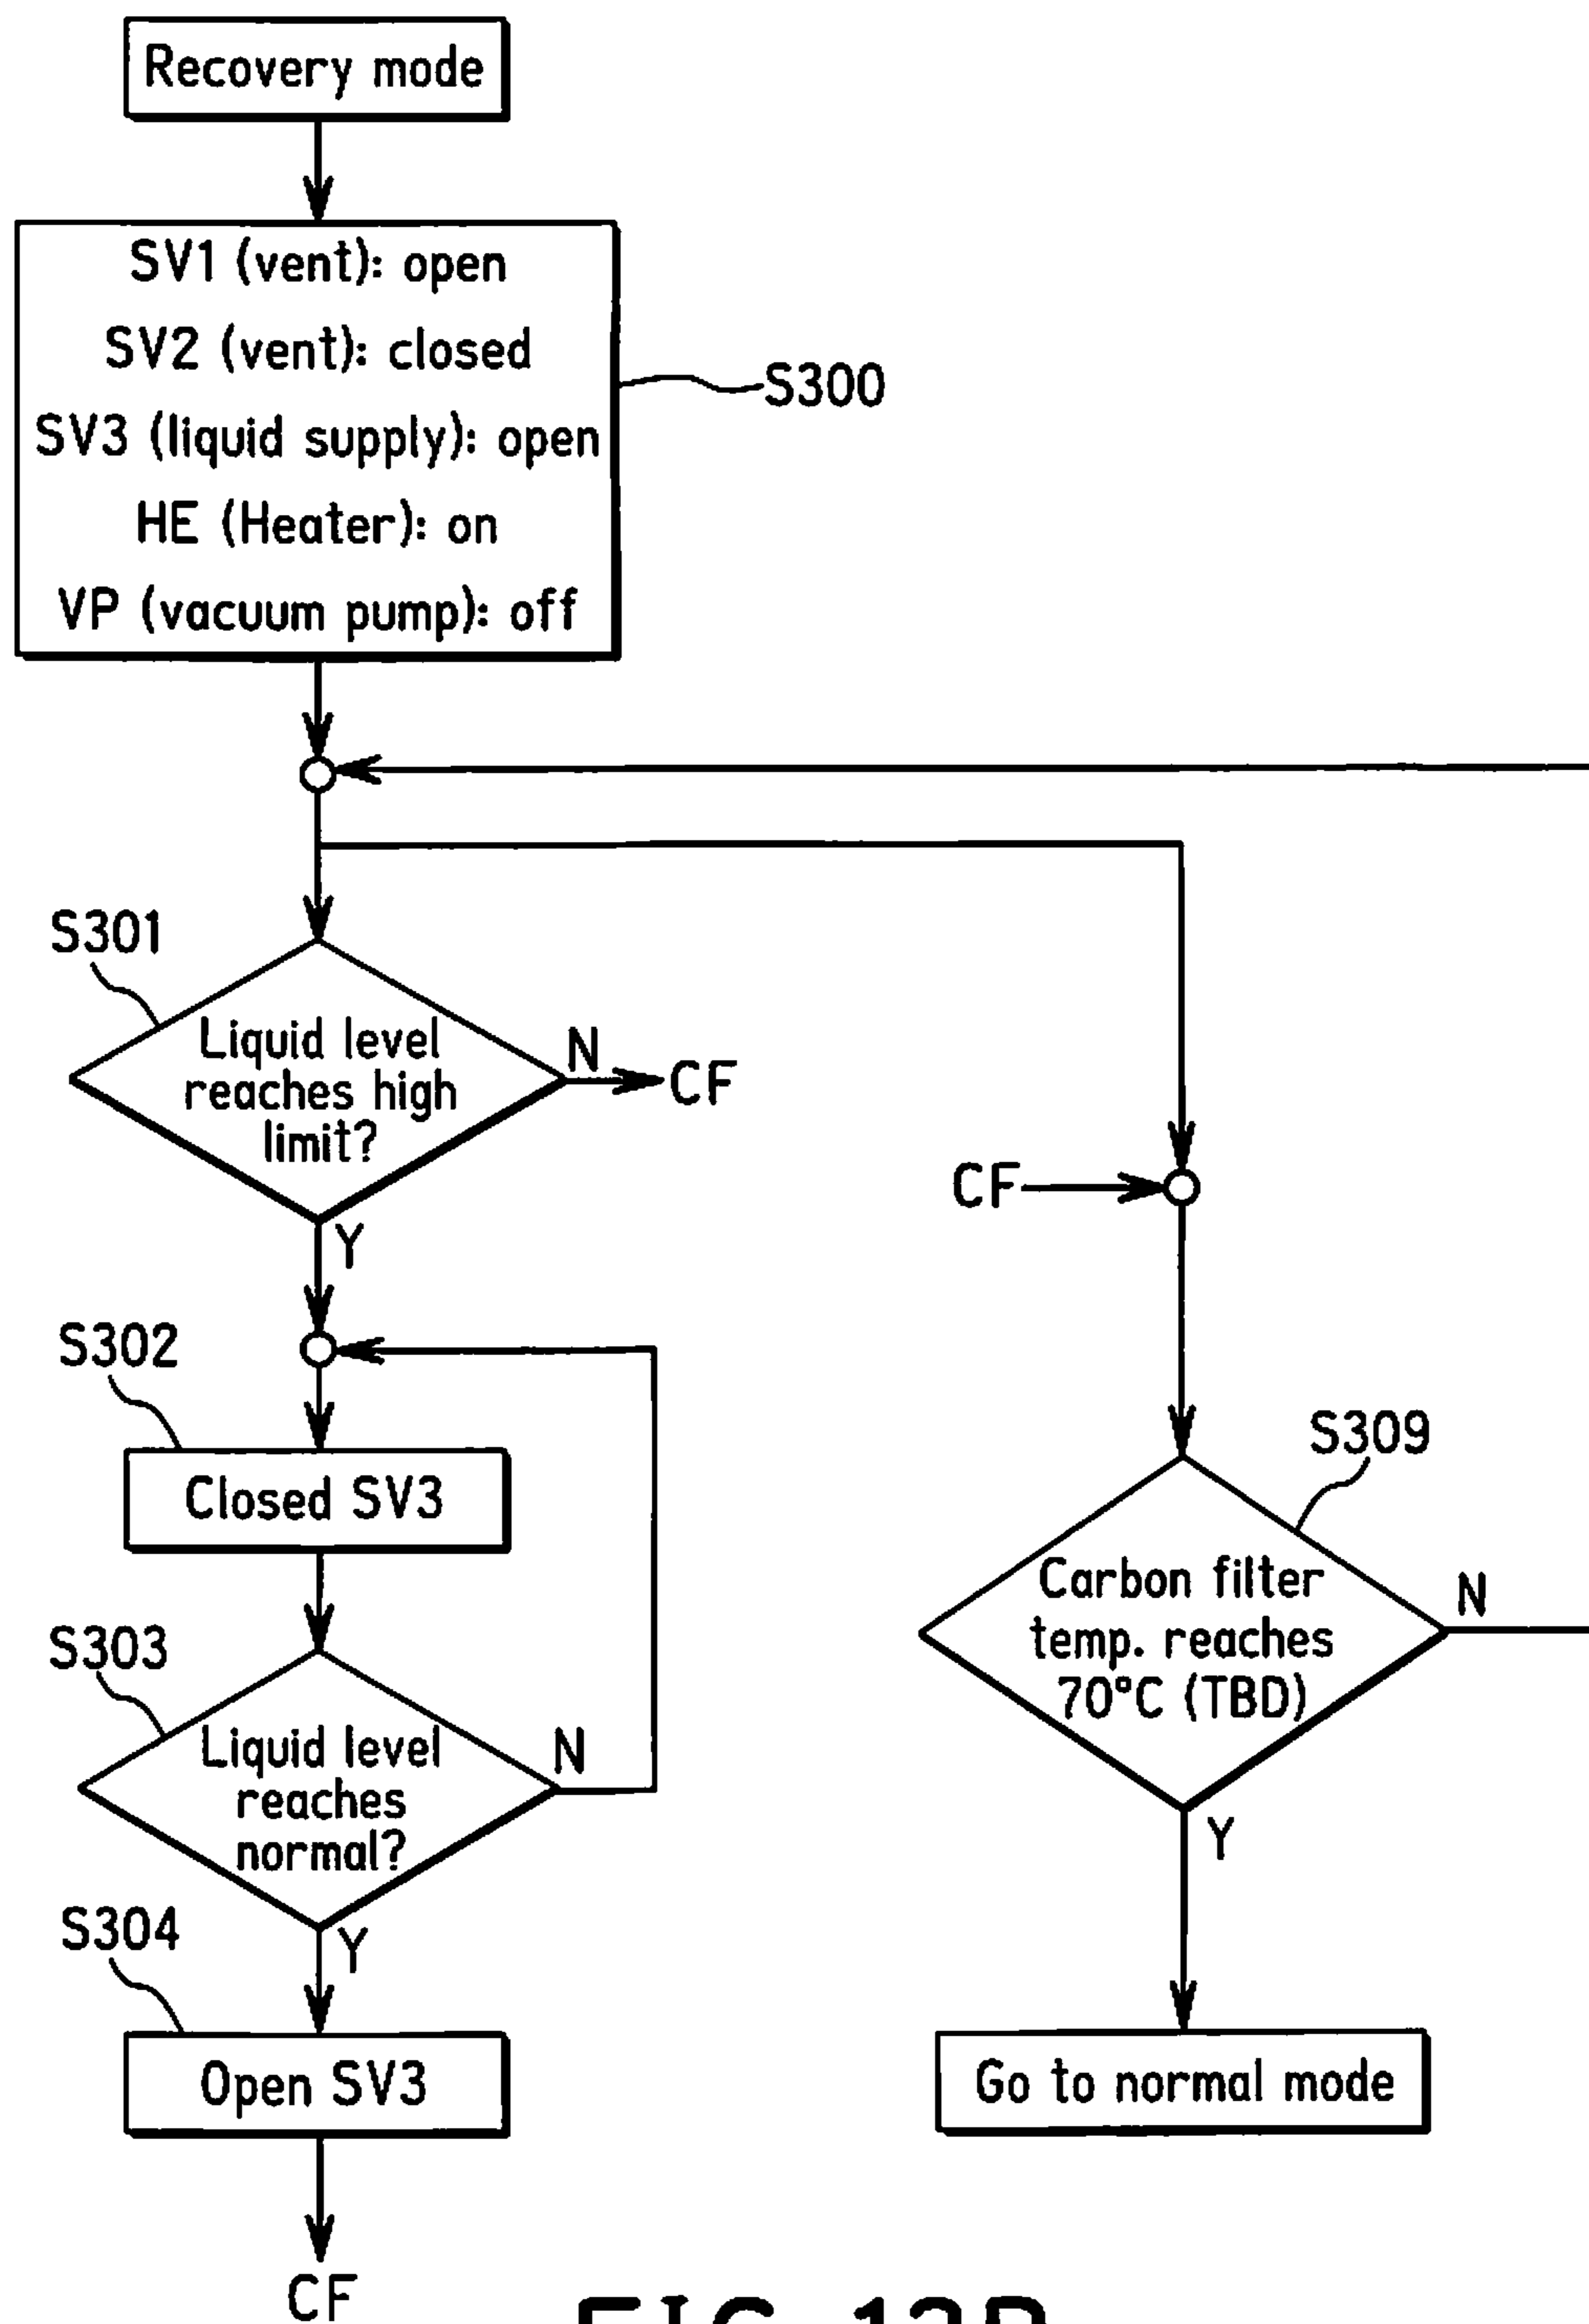 Recovery mode
SV1 (vent): open
SV2 (vent): closed
SV3 (liquid supply): open
HE (Heater): on
VP (vacuum pump): off
S300
S301
Liquid level
reaches high
limit?
N
CF
Y
S302
Closed SV3
S303
Liquid level
reaches
normal?
N
Y
S304
Open SV3
CF
CF
S309
Carbon filter
temp. reaches
70°C (TBD)
N
Y
Go to normal mode